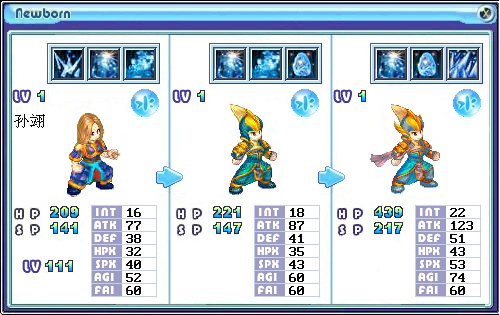 Newborn
LV 1
孙翊
HP 209
SP 141
LV 111
INT 16
ATK 77
DEF 38
HPX 32
SPX 40
AGI 52
FAI 60
LV 1
水
HP 221
SP 147
INT 18
ATK 87
DEF 41
HPX 35
SPX 43
AGI 60
FAI 60
LV 1
水
HP 439
SP 217
INT 22
ATK 123
DEF 51
HPX 43
SPX 53
AGI 74
FAI 60